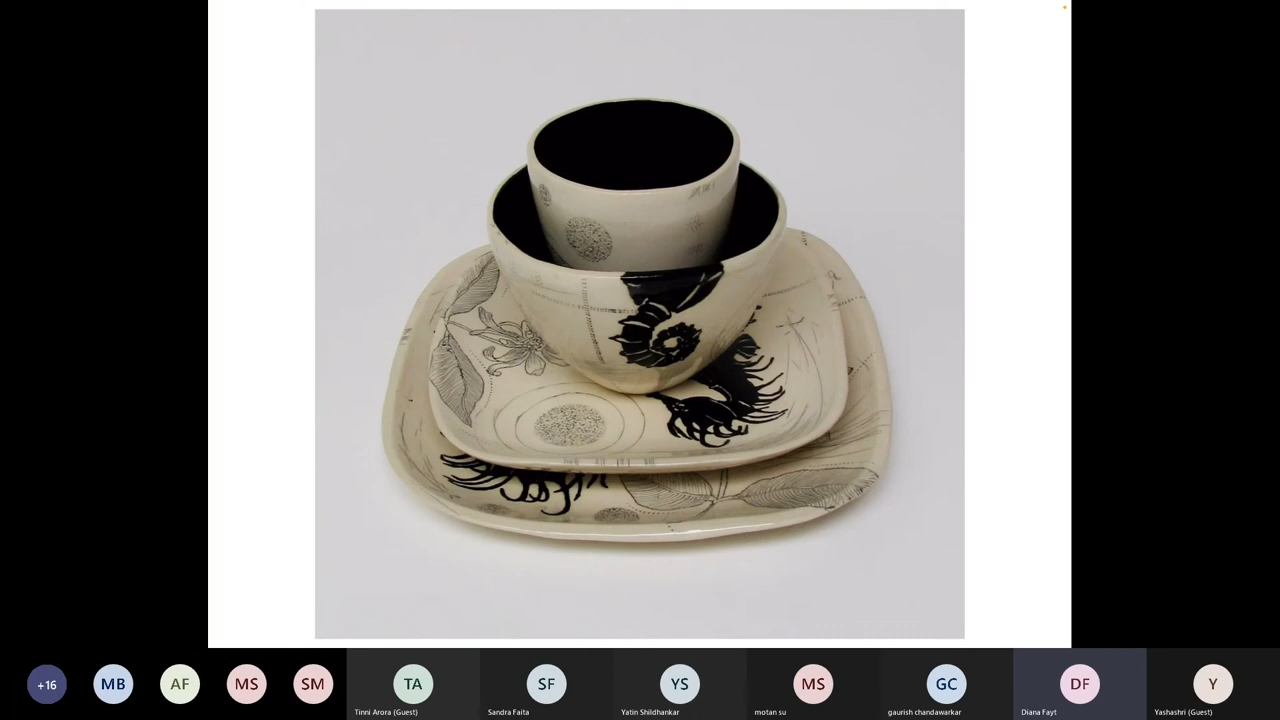 +16
MB
AF
MS
SM
TA
SF
YS
MS
GC
DF
Y
Tinni Arora (Guest)
Sandra Faita
Yatin Shildhankar
motan su
gaurish chandawarkar
Diana Fayt
Yashashri (Guest)